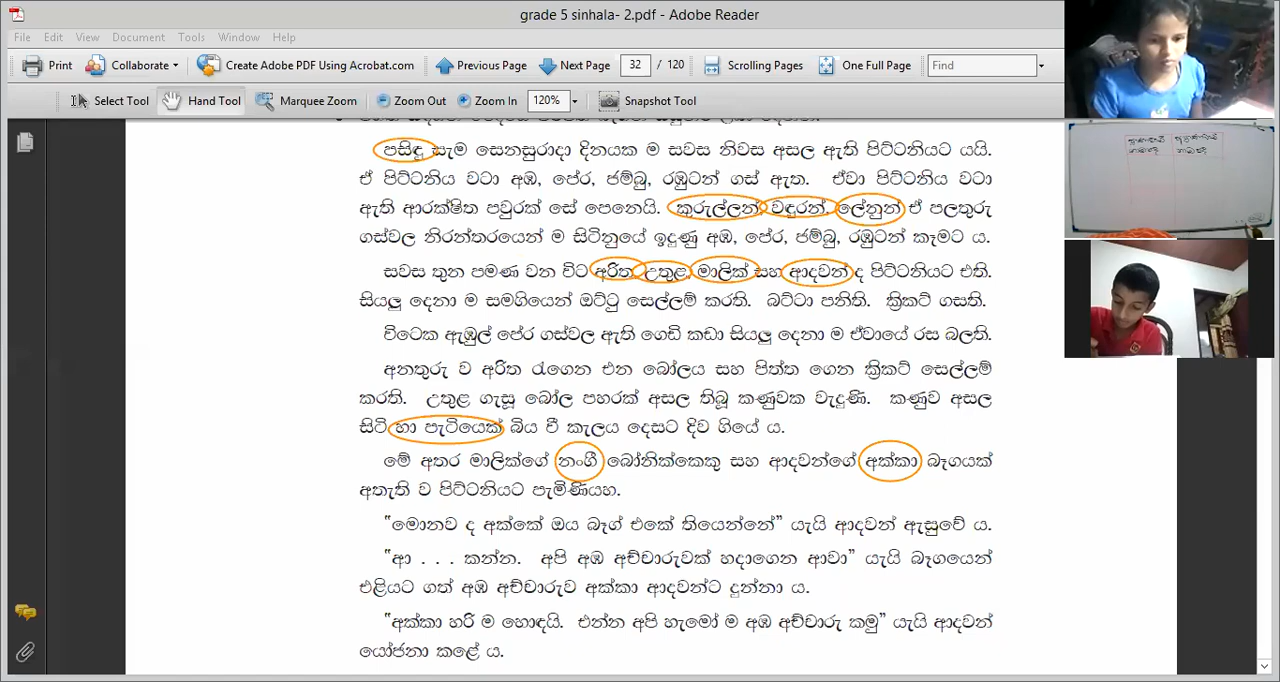 grade 5 sinhala- 2.pdf - Adobe Reader
File Edit View Document Tools Window Help
Print Collaborate Create Adobe PDF Using Acrobat.com Previous Page Next Page 32 / 120 Scrolling Pages One Full Page Find
Select Tool Hand Tool Marquee Zoom Zoom Out Zoom In 120% Snapshot Tool
පසිඳු සැම සෙනසුරාදා දිනයක ම සවස නිවස අසල ඇති පිට්ටනියට යයි.
ඒ පිට්ටනිය වටා අඹ, පේර, ජම්බු, රඹුටන් ගස් ඇත. ඒවා පිට්ටනිය වටා
ඇති ආරක්ෂිත පවුරක් සේ පෙනෙයි. කුරුල්ලන්, වඳුරන්, ලේනුන් ඒ පලතුරු
ගස්වල නිරන්තරයෙන් ම සිටිනුයේ ඉදුණු අඹ, පේර, ජම්බු, රඹුටන් කෑමට ය.
සවස තුන පමණ වන විට අරිත, උතුළ, මාලික් සහ ආදවන් ද පිට්ටනියට එති.
සියලු දෙනා ම සමගියෙන් ඔට්ටු සෙල්ලම් කරති. බට්ටා පනිති. ක්‍රිකට් ගසති.
විටෙක ඇඹුල් පේර ගස්වල ඇති ගෙඩි කඩා සියලු දෙනා ම ඒවායේ රස බලති.
අනතුරු ව අරිත රැගෙන එන බෝලය සහ පිත්ත ගෙන ක්‍රිකට් සෙල්ලම්
කරති. උතුළ ගැසූ බෝල පහරක් අසල තිබූ කණුවක වැදුණි. කණුව අසල
සිටි හා පැටියෙක් බිය වී කැලය දෙසට දිව ගියේ ය.
මේ අතර මාලික්ගේ නංගී බෝනික්කෙකු සහ ආදවන්ගේ අක්කා බෑගයක්
අතැති ව පිට්ටනියට පැමිණියහ.
“මොනව ද අක්කේ ඔය බෑග් එකේ තියෙන්නේ” යැයි ආදවන් ඇසුවේ ය.
“ආ . . . කන්න. අපි අඹ අච්චාරුවක් හදාගෙන ආවා” යැයි බෑගයෙන්
එළියට ගත් අඹ අච්චාරුව අක්කා ආදවන්ට දුන්නා ය.
“අක්කා හරි ම හොඳයි. එන්න අපි හැමෝ ම අඹ අච්චාරු කමු” යැයි ආදවන්
යෝජනා කළේ ය.